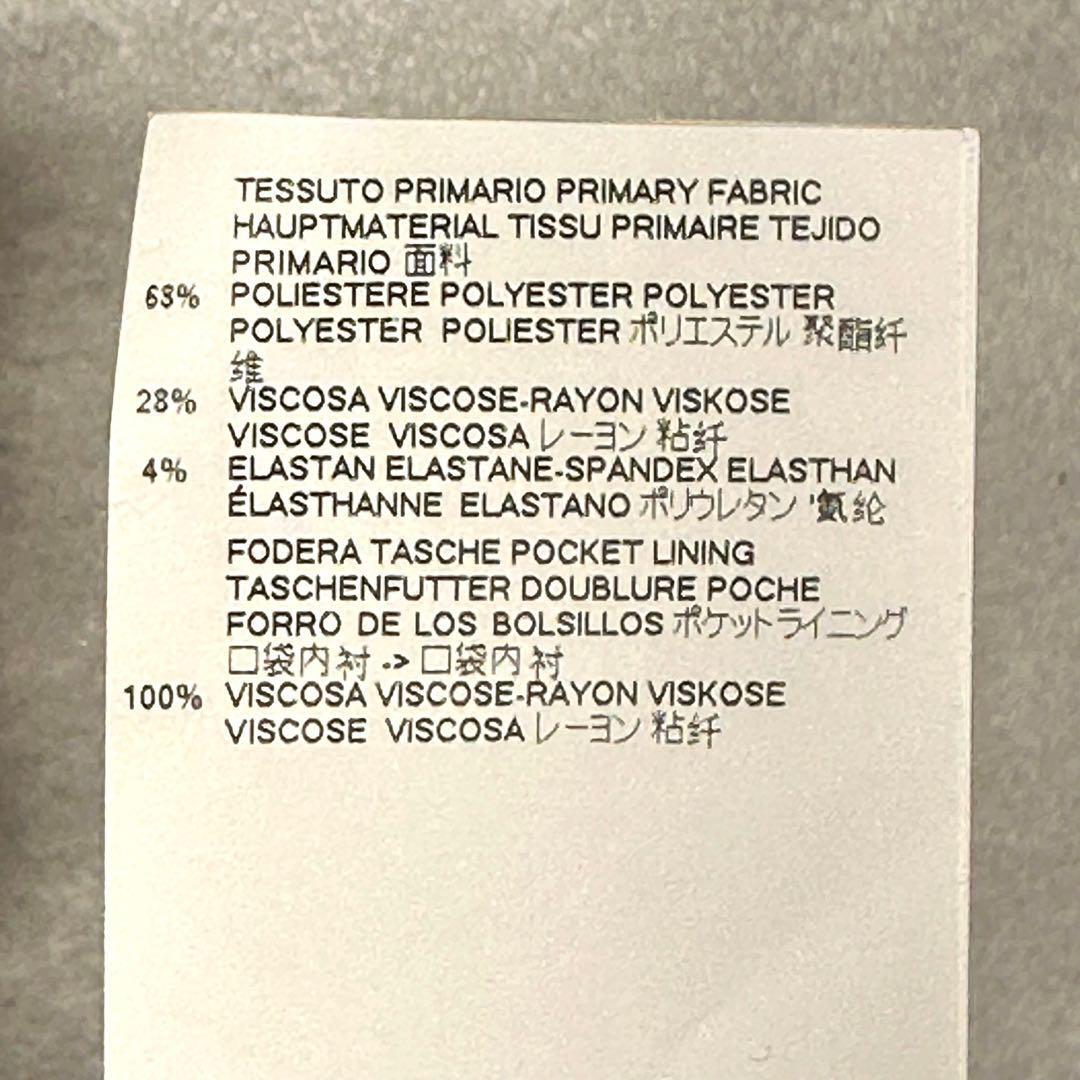 TESSUTO PRIMARIO PRIMARY FABRIC
HAUPTMATERIAL TISSU PRIMAIRE TEJIDO
PRIMARIO 面料
68% POLIESTERE POLYESTER POLYESTER
POLYESTER POLIESTER ポリエステル 聚酯纤
维
28% VISCOSA VISCOSE-RAYON VISKOSE
VISCOSE VISCOSA レーヨン 粘纤
4% ELASTAN ELASTANE-SPANDEX ELASTHAN
ÉLASTHANNE ELASTANO ポリウレタン '氨纶
FODERA TASCHE POCKET LINING
TASCHENFUTTER DOUBLURE POCHE
FORRO DE LOS BOLSILLOS ポケットライニング
口袋内衬 -> 口袋内衬
100% VISCOSA VISCOSE-RAYON VISKOSE
VISCOSE VISCOSA レーヨン 粘纤